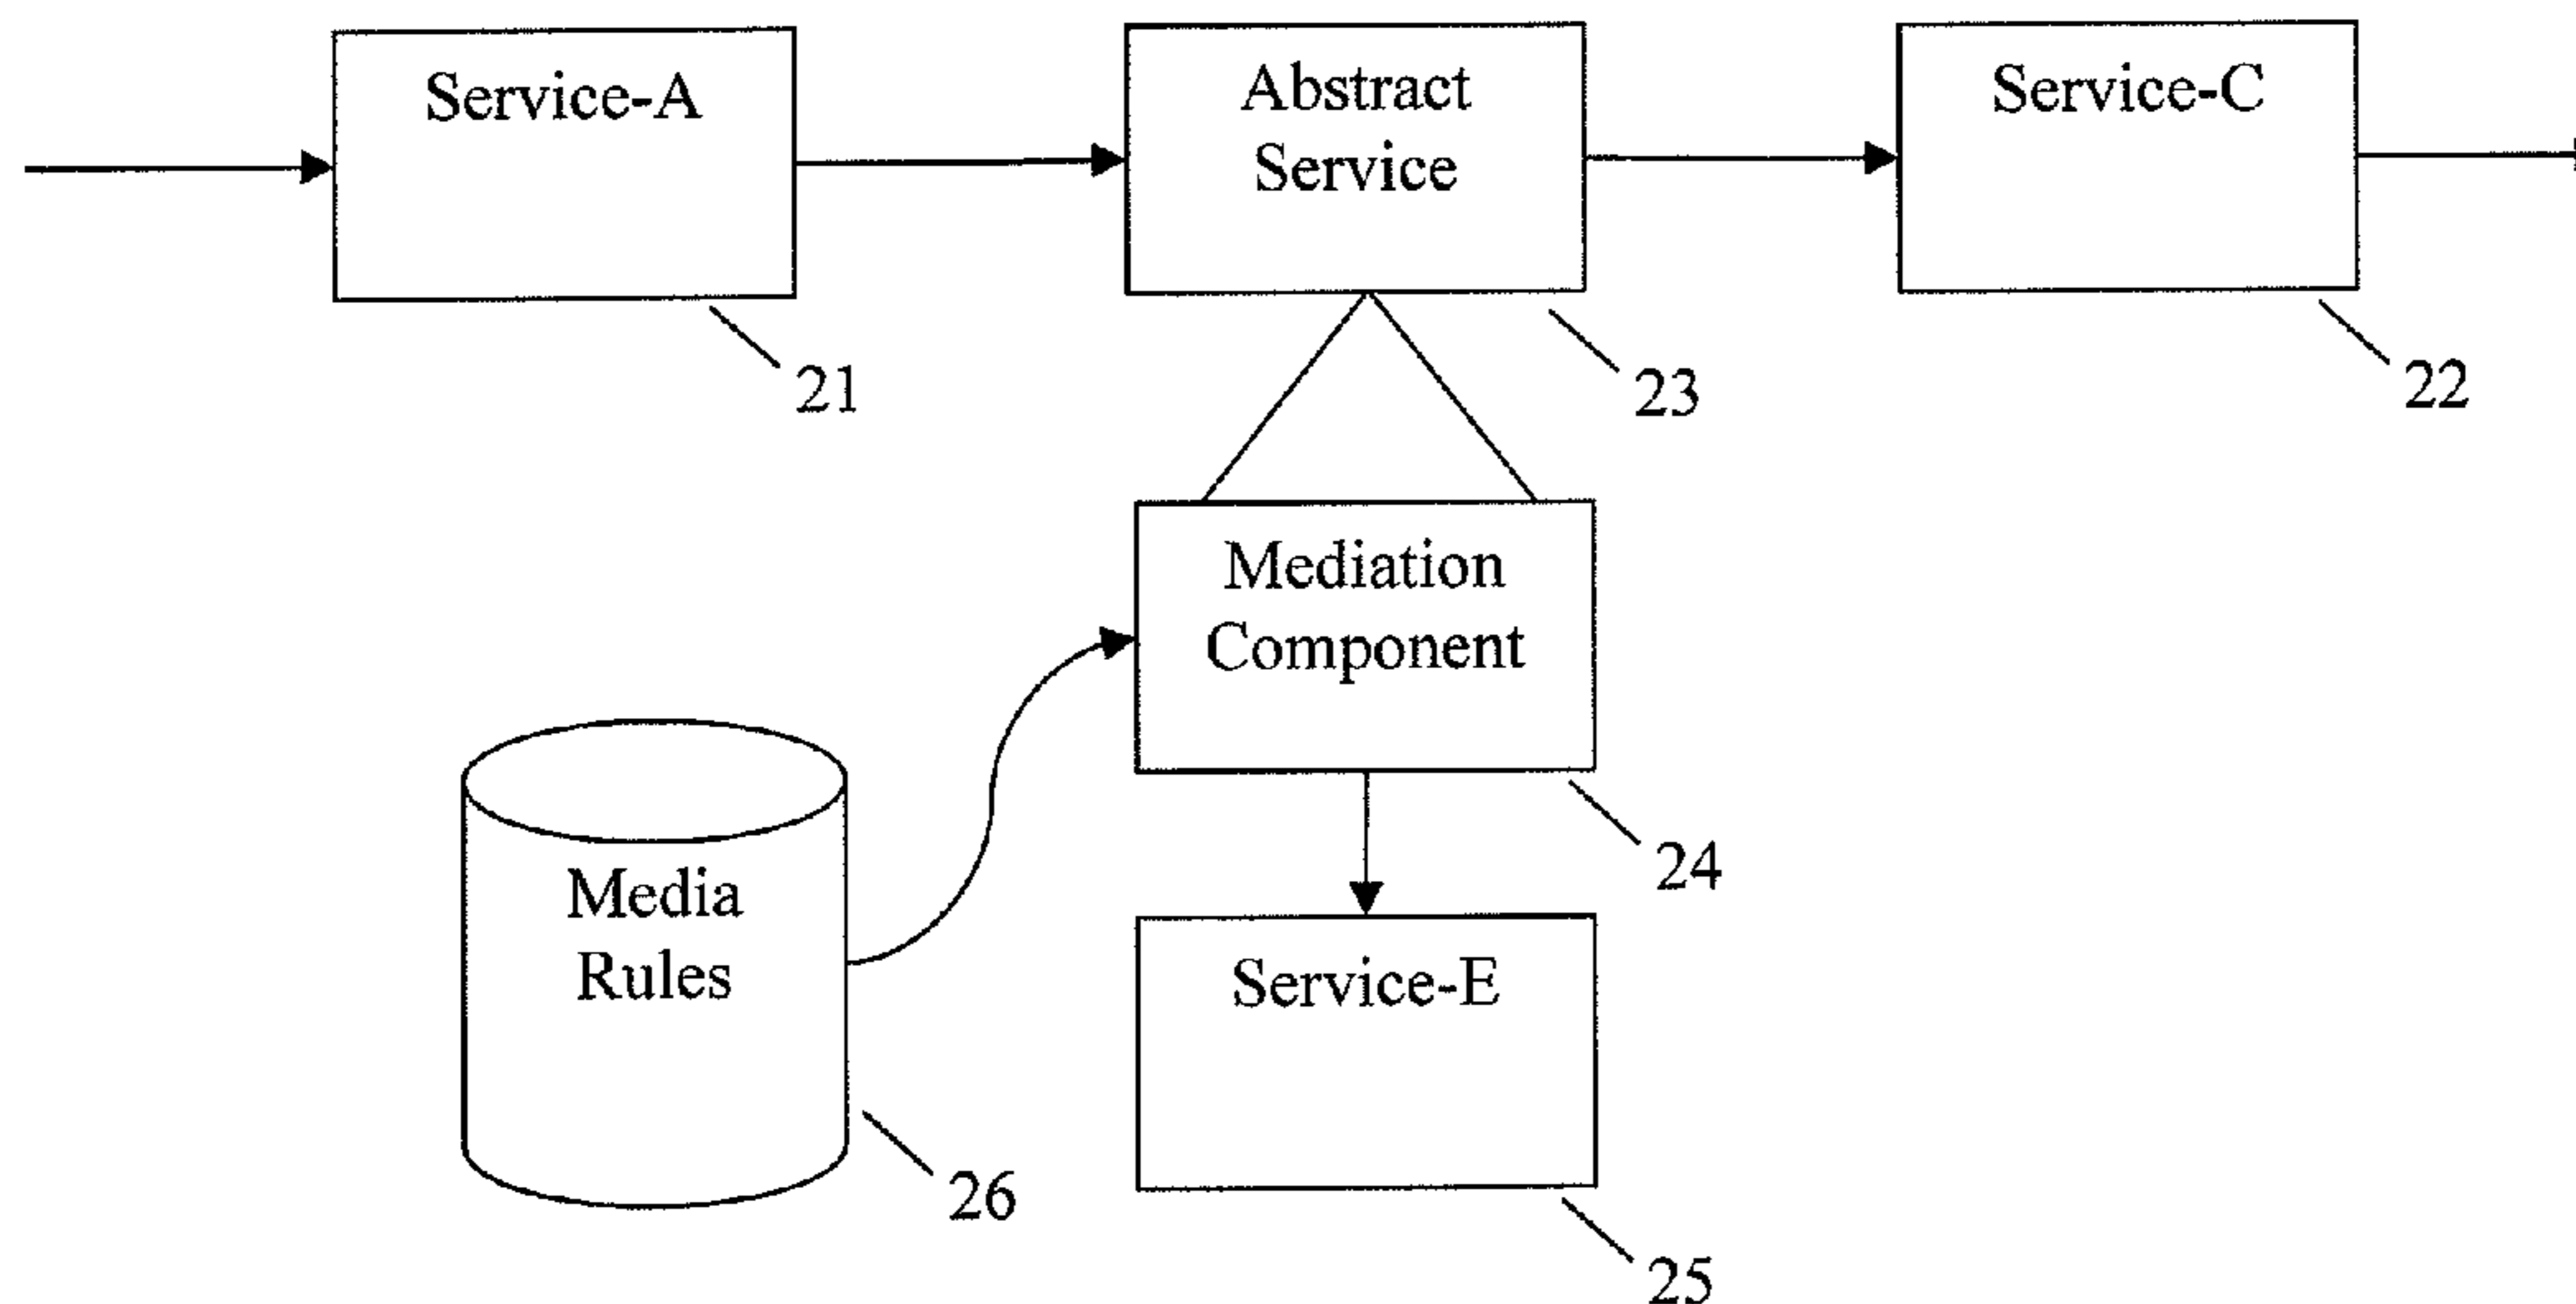 Service-A
Abstract
Service
Service-C
21
23
22
Mediation
Component
24
Media
Rules
Service-E
26
25